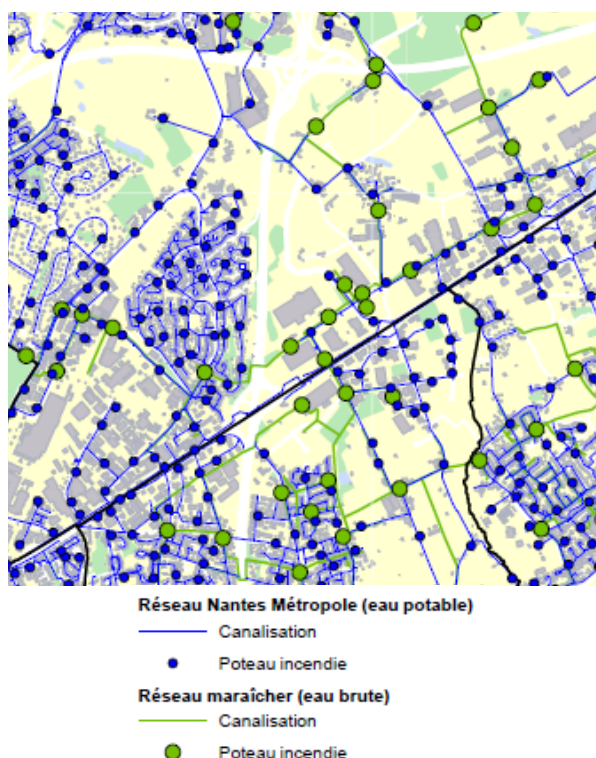 Réseau Nantes Métropole (eau potable)
Canalisation
Poteau incendie
Réseau maraîcher (eau brute)
Canalisation
Poteau incendie